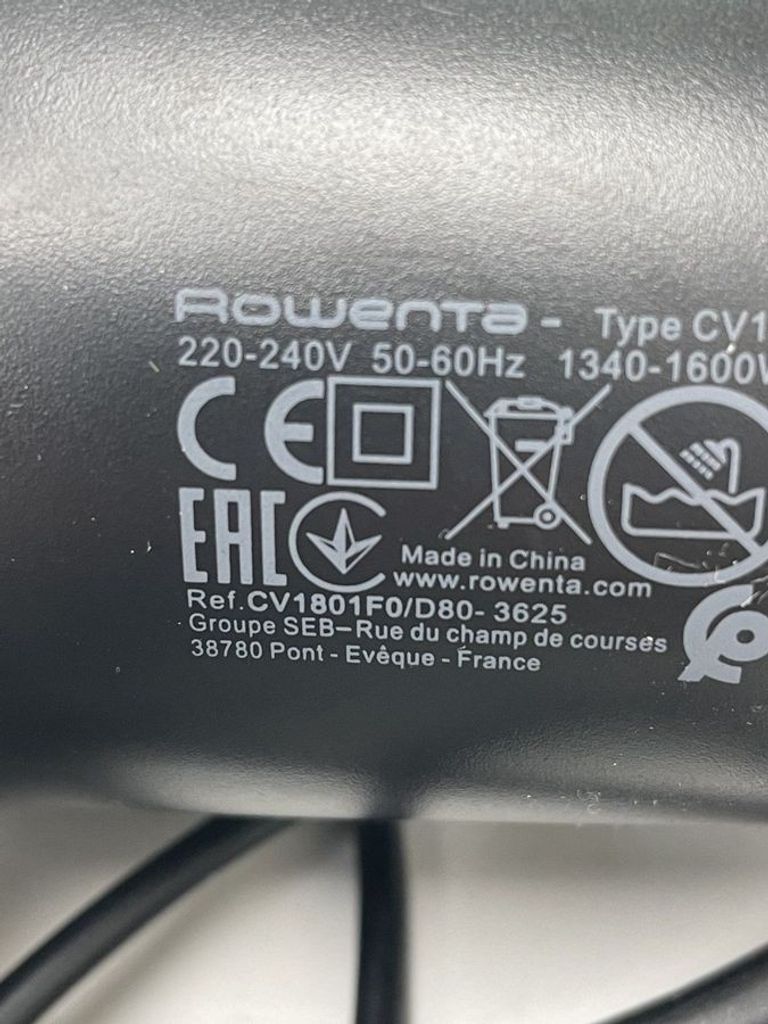 Rowenta - Type CV1
220-240V 50-60Hz 1340-1600W
CE
EAC
Made in China
www.rowenta.com
Ref.CV1801F0/D80- 3625
Groupe SEB–Rue du champ de courses
38780 Pont - Evêque - France